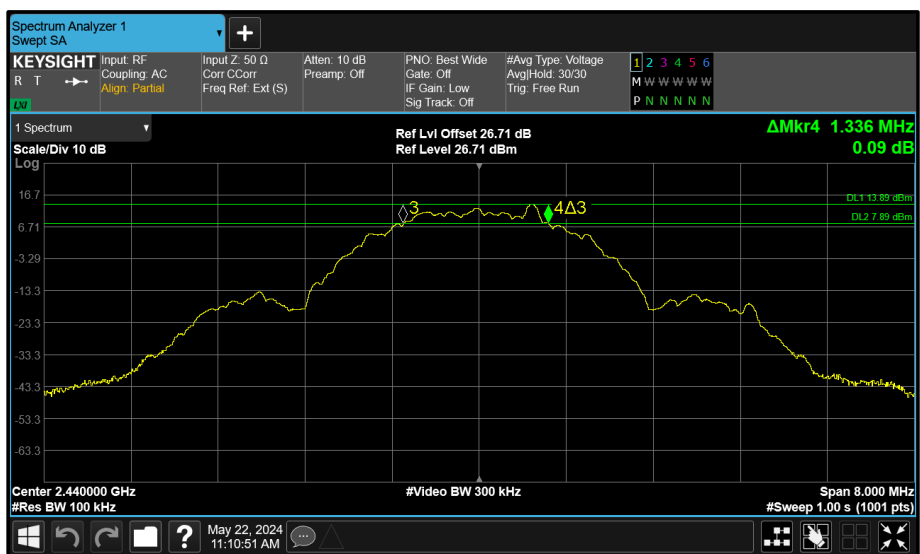 Spectrum Analyzer 1
Swept SA
+
KEYSIGHT
R T
LXI
Input: RF
Coupling: AC
Align: Partial
Input Z: 50 Ω
Corr CCorr
Freq Ref: Ext (S)
Atten: 10 dB
Preamp: Off
PNO: Best Wide
Gate: Off
IF Gain: Low
Sig Track: Off
#Avg Type: Voltage
Avg|Hold: 30/30
Trig: Free Run
1 2 3 4 5 6
M W W W W W
P N N N N N
1 Spectrum
Scale/Div 10 dB
Log
Ref Lvl Offset 26.71 dB
Ref Level 26.71 dBm
ΔMkr4 1.336 MHz
0.09 dB
16.7
6.71
-3.29
-13.3
-23.3
-33.3
-43.3
-53.3
-63.3
3
4Δ3
DL1 13.89 dBm
DL2 7.89 dBm
Center 2.440000 GHz
#Res BW 100 kHz
#Video BW 300 kHz
Span 8.000 MHz
#Sweep 1.00 s (1001 pts)
?
May 22, 2024
11:10:51 AM